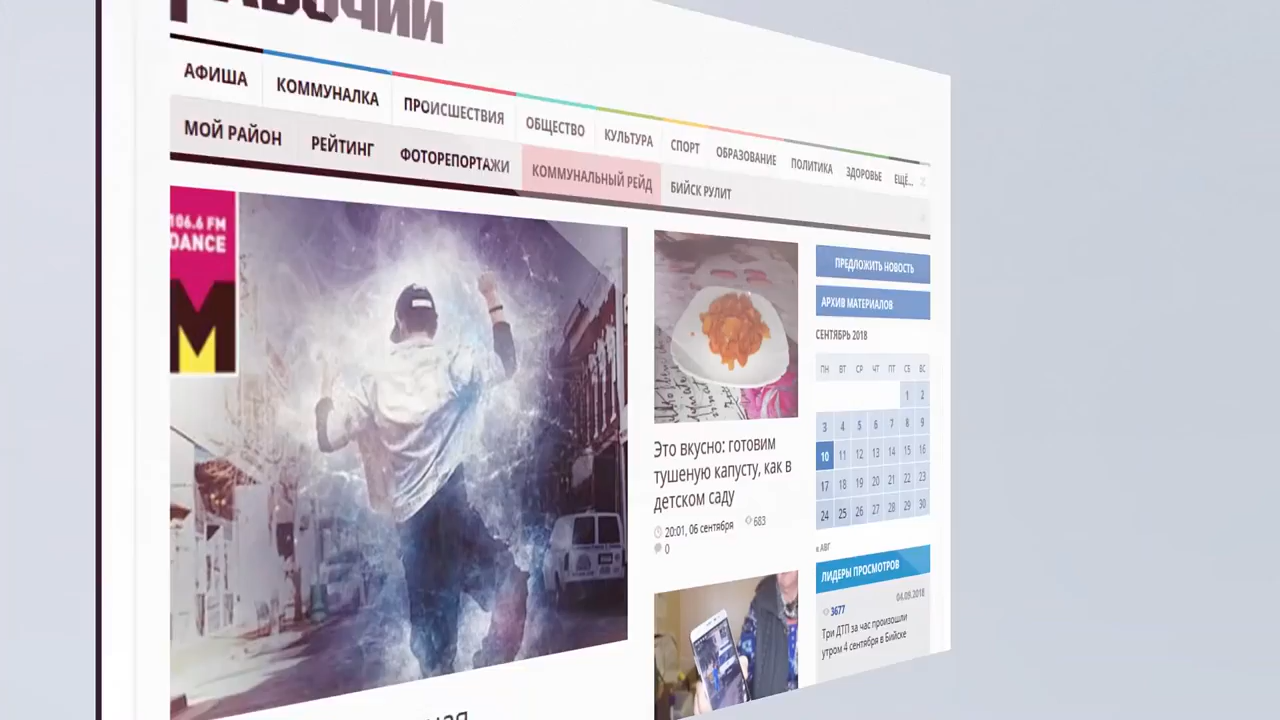 АФИША
КОММУНАЛКА
ПРОИСШЕСТВИЯ
ОБЩЕСТВО
КУЛЬТУРА
СПОРТ
ОБРАЗОВАНИЕ
ПОЛИТИКА
ЗДОРОВЬЕ
ЕЩЁ...
МОЙ РАЙОН
РЕЙТИНГ
ФОТОРЕПОРТАЖИ
КОММУНАЛЬНЫЙ РЕЙД
БИЙСК РУЛИТ
106.6 FM
DANCE
Это вкусно: готовим
тушеную капусту, как в
детском саду
20:01, 06 сентября 683
0
ПРЕДЛОЖИТЬ НОВОСТЬ
АРХИВ МАТЕРИАЛОВ
СЕНТЯБРЬ 2018
ПН ВТ СР ЧТ ПТ СБ ВС
1 2
3 4 5 6 7 8 9
10 11 12 13 14 15 16
17 18 19 20 21 22 23
24 25 26 27 28 29 30
« АВГ
ЛИДЕРЫ ПРОСМОТРОВ
3677 04.09.2018
Три ДТП за час произошли
утром 4 сентября в Бийске